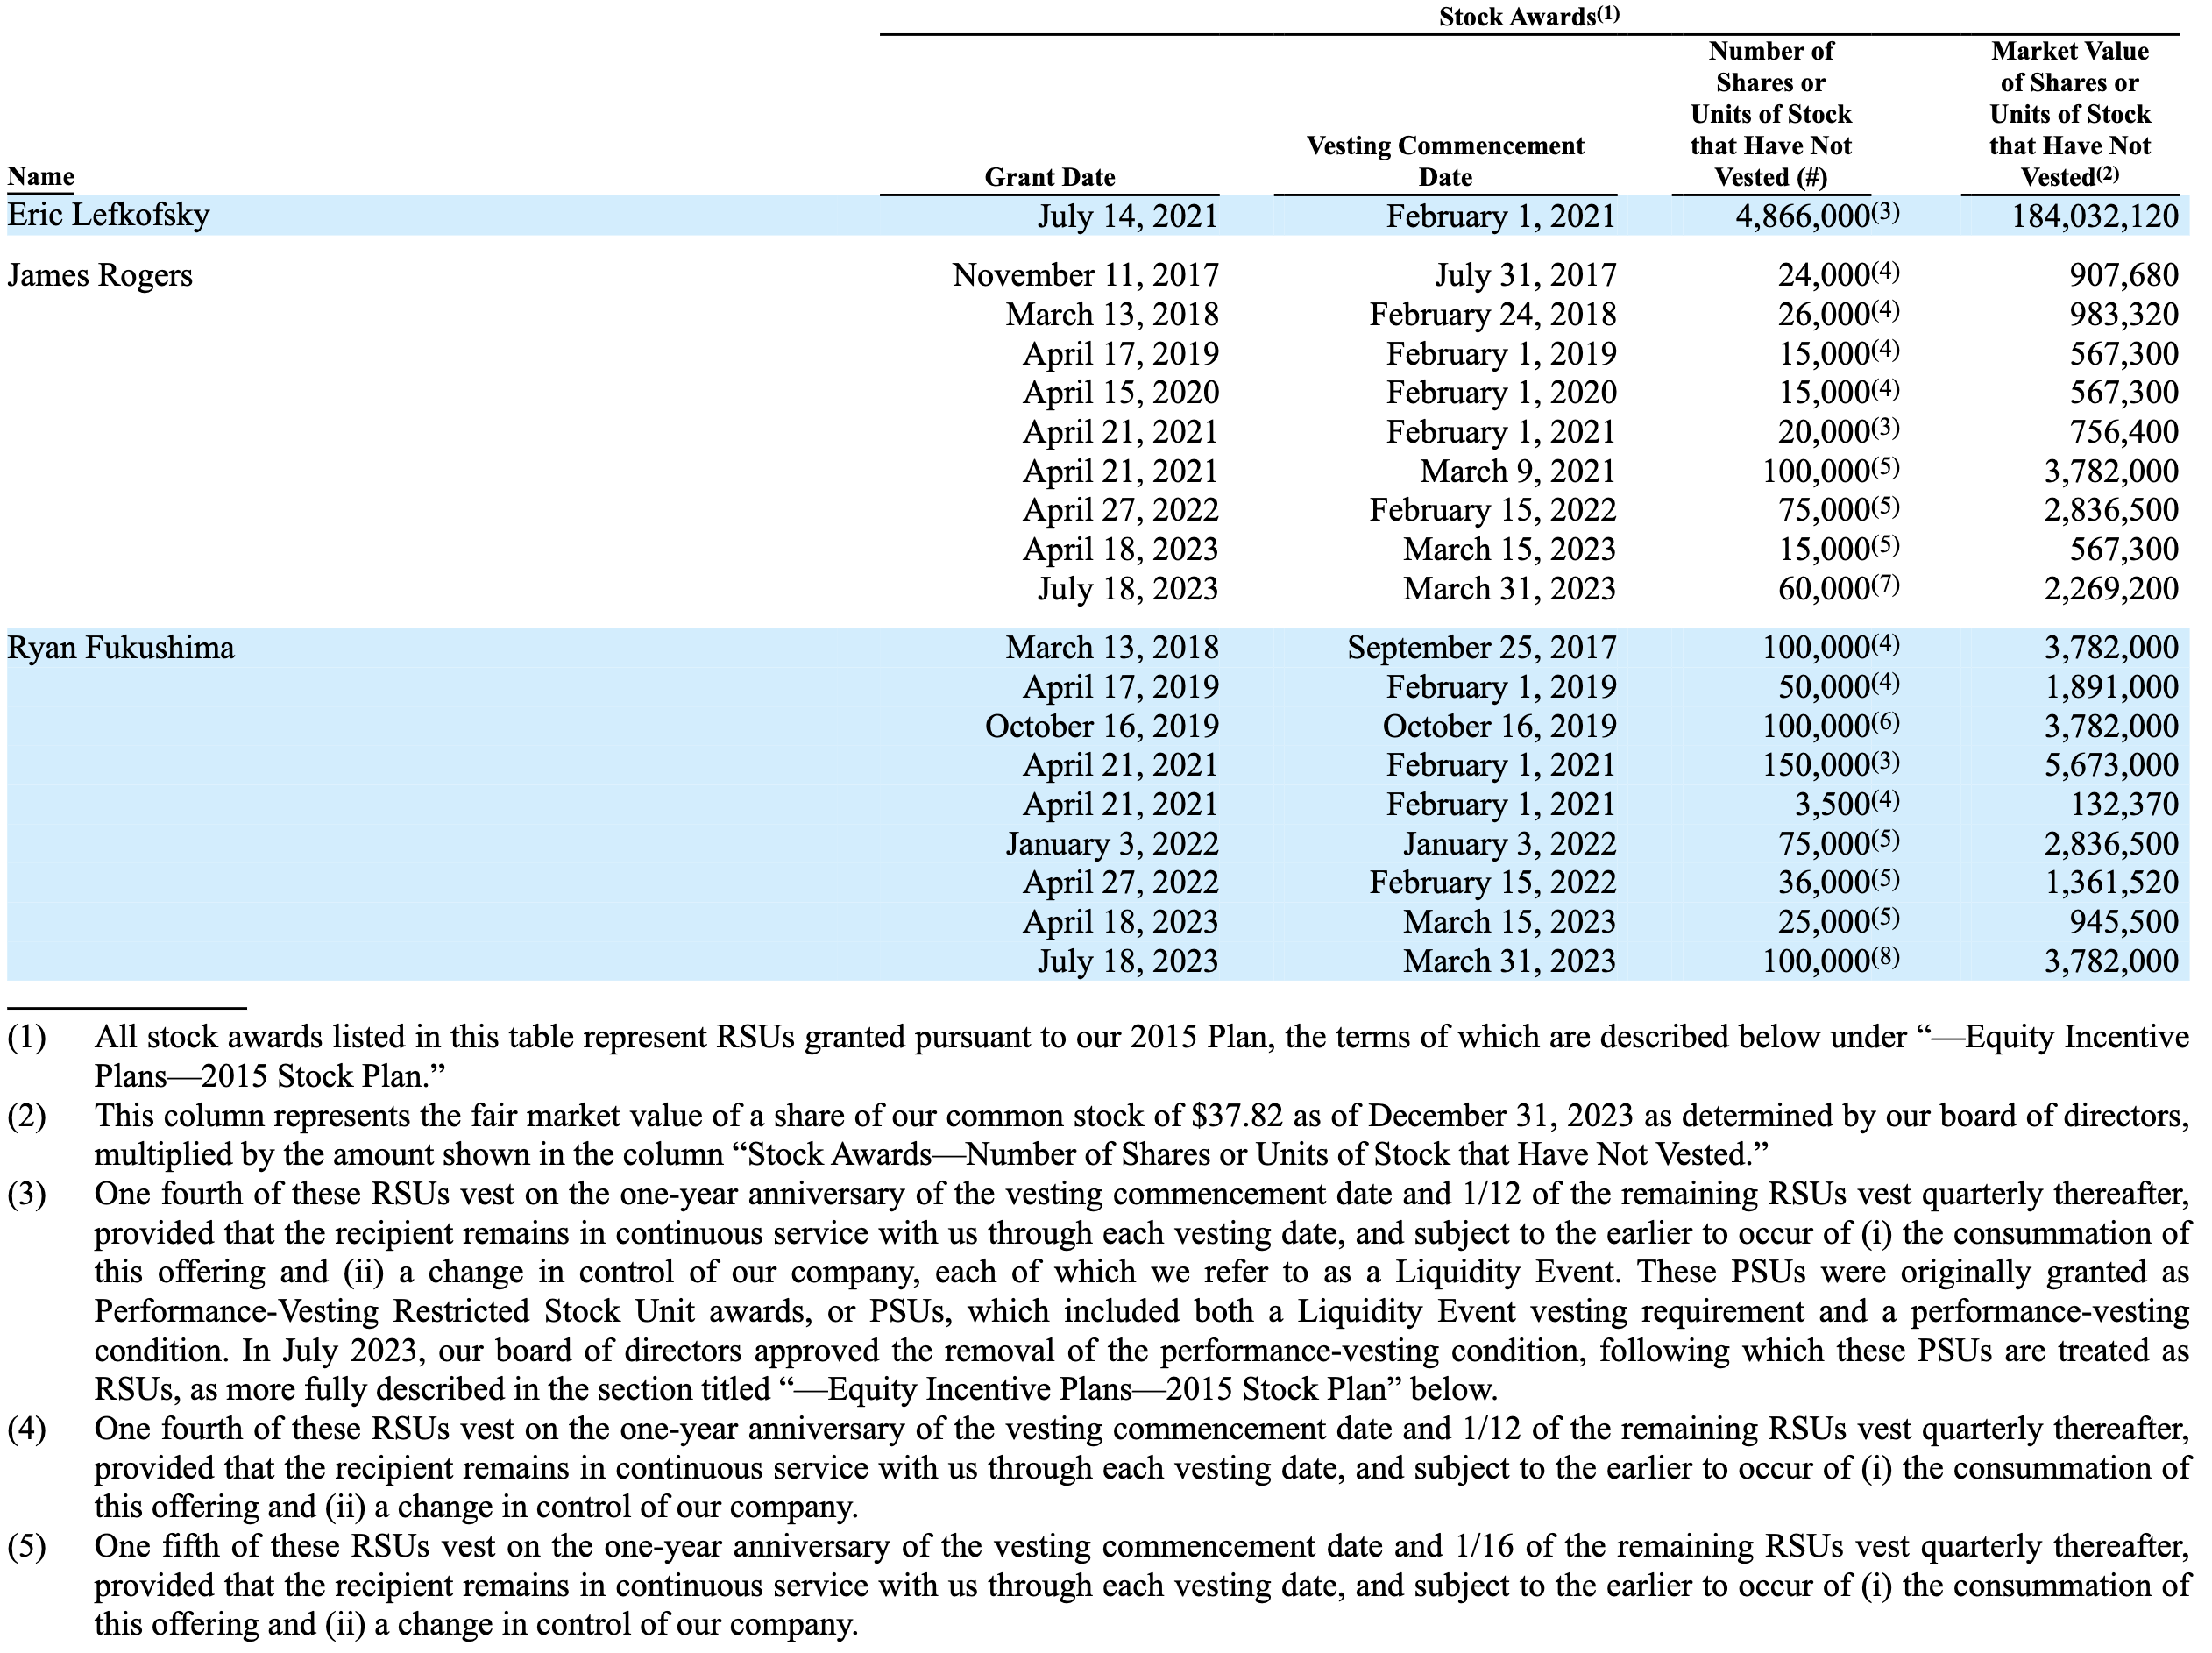 Stock Awards(1)
Name Grant Date Vesting Commencement Date Number of Shares or Units of Stock that Have Not Vested (#) Market Value of Shares or Units of Stock that Have Not Vested(2)
Eric Lefkofsky July 14, 2021 February 1, 2021 4,866,000(3) 184,032,120
James Rogers November 11, 2017 July 31, 2017 24,000(4) 907,680
March 13, 2018 February 24, 2018 26,000(4) 983,320
April 17, 2019 February 1, 2019 15,000(4) 567,300
April 15, 2020 February 1, 2020 15,000(4) 567,300
April 21, 2021 February 1, 2021 20,000(3) 756,400
April 21, 2021 March 9, 2021 100,000(5) 3,782,000
April 27, 2022 February 15, 2022 75,000(5) 2,836,500
April 18, 2023 March 15, 2023 15,000(5) 567,300
July 18, 2023 March 31, 2023 60,000(7) 2,269,200
Ryan Fukushima March 13, 2018 September 25, 2017 100,000(4) 3,782,000
April 17, 2019 February 1, 2019 50,000(4) 1,891,000
October 16, 2019 October 16, 2019 100,000(6) 3,782,000
April 21, 2021 February 1, 2021 150,000(3) 5,673,000
April 21, 2021 February 1, 2021 3,500(4) 132,370
January 3, 2022 January 3, 2022 75,000(5) 2,836,500
April 27, 2022 February 15, 2022 36,000(5) 1,361,520
April 18, 2023 March 15, 2023 25,000(5) 945,500
July 18, 2023 March 31, 2023 100,000(8) 3,782,000
(1) All stock awards listed in this table represent RSUs granted pursuant to our 2015 Plan, the terms of which are described below under “—Equity Incentive
Plans—2015 Stock Plan.”
(2) This column represents the fair market value of a share of our common stock of $37.82 as of December 31, 2023 as determined by our board of directors,
multiplied by the amount shown in the column “Stock Awards—Number of Shares or Units of Stock that Have Not Vested.”
(3) One fourth of these RSUs vest on the one-year anniversary of the vesting commencement date and 1/12 of the remaining RSUs vest quarterly thereafter,
provided that the recipient remains in continuous service with us through each vesting date, and subject to the earlier to occur of (i) the consummation of
this offering and (ii) a change in control of our company, each of which we refer to as a Liquidity Event. These PSUs were originally granted as
Performance-Vesting Restricted Stock Unit awards, or PSUs, which included both a Liquidity Event vesting requirement and a performance-vesting
condition. In July 2023, our board of directors approved the removal of the performance-vesting condition, following which these PSUs are treated as
RSUs, as more fully described in the section titled “—Equity Incentive Plans—2015 Stock Plan” below.
(4) One fourth of these RSUs vest on the one-year anniversary of the vesting commencement date and 1/12 of the remaining RSUs vest quarterly thereafter,
provided that the recipient remains in continuous service with us through each vesting date, and subject to the earlier to occur of (i) the consummation of
this offering and (ii) a change in control of our company.
(5) One fifth of these RSUs vest on the one-year anniversary of the vesting commencement date and 1/16 of the remaining RSUs vest quarterly thereafter,
provided that the recipient remains in continuous service with us through each vesting date, and subject to the earlier to occur of (i) the consummation of
this offering and (ii) a change in control of our company.